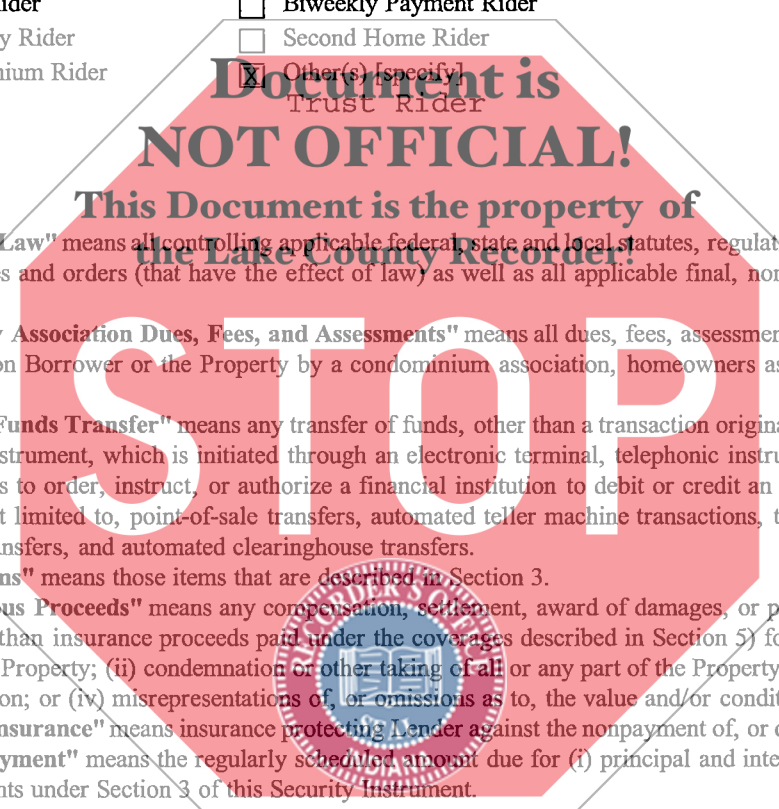 ider Biweekly Payment Rider
y Rider Second Home Rider
nium Rider X Other(s) [specify]
Trust Rider
Document is
NOT OFFICIAL!
This Document is the property of
the Lake County Recorder!
Law" means all controlling applicable federal, state and local statutes, regulat
s and orders (that have the effect of law) as well as all applicable final, non
y Association Dues, Fees, and Assessments" means all dues, fees, assessmen
on Borrower or the Property by a condominium association, homeowners as
Funds Transfer" means any transfer of funds, other than a transaction origina
strument, which is initiated through an electronic terminal, telephonic instru
s to order, instruct, or authorize a financial institution to debit or credit an
t limited to, point-of-sale transfers, automated teller machine transactions, t
nsfers, and automated clearinghouse transfers.
STOP
ms" means those items that are described in Section 3.
ous Proceeds" means any compensation, settlement, award of damages, or p
than insurance proceeds paid under the coverages described in Section 5) fo
Property; (ii) condemnation or other taking of all or any part of the Property
on; or (iv) misrepresentations of, or omissions as to, the value and/or condit
nsurance" means insurance protecting Lender against the nonpayment of, or d
yment" means the regularly scheduled amount due for (i) principal and inte
nts under Section 3 of this Security Instrument.
RECORDER'S OFFICE
SEAL
INDIANA